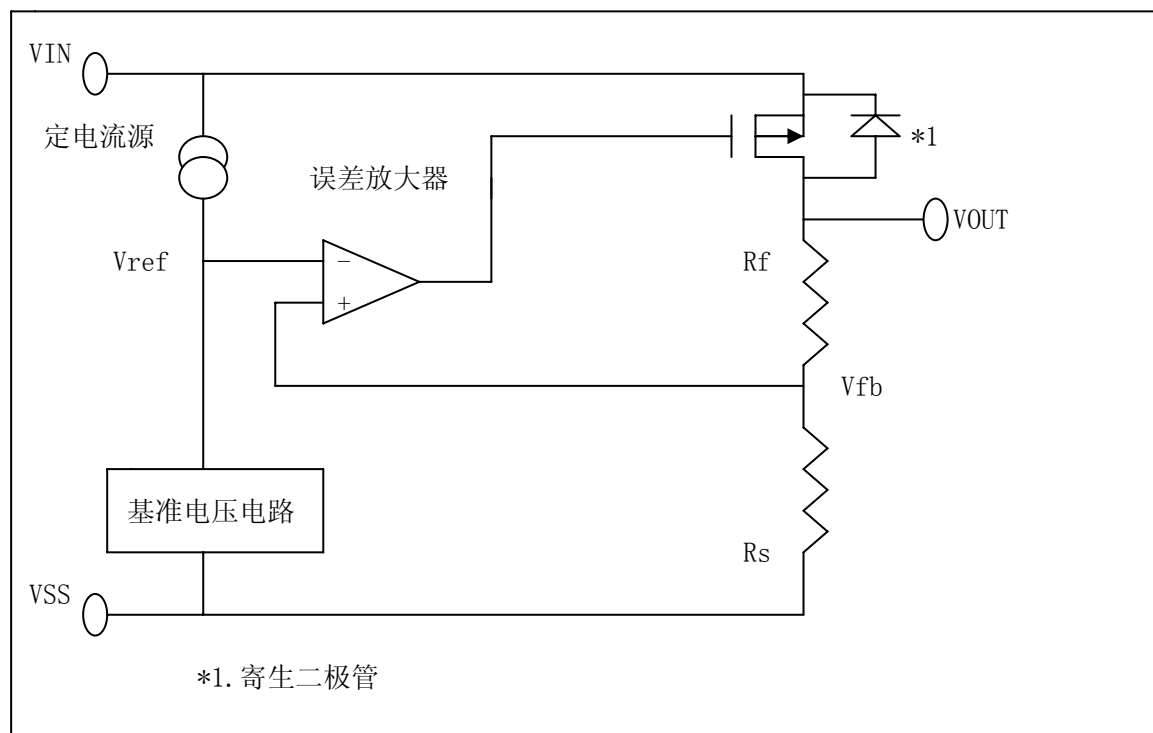 VIN
定电流源
*1
误差放大器
VOUT
Vref
－
Rf
+
Vfb
基准电压电路
Rs
VSS
*1.寄生二极管